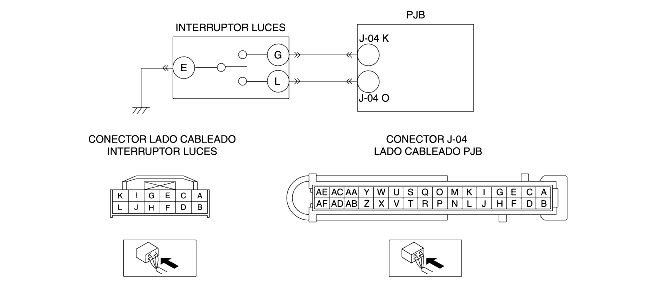 PJB
INTERRUPTOR LUCES
J-04 K
G
E
L
J-04 O
CONECTOR LADO CABLEADO
INTERRUPTOR LUCES
CONECTOR J-04
LADO CABLEADO PJB
K I G E C A
L J H F D B
AE AC AA Y W U S Q O M K I G E C A
AF AD AB Z X V T R P N L J H F D B